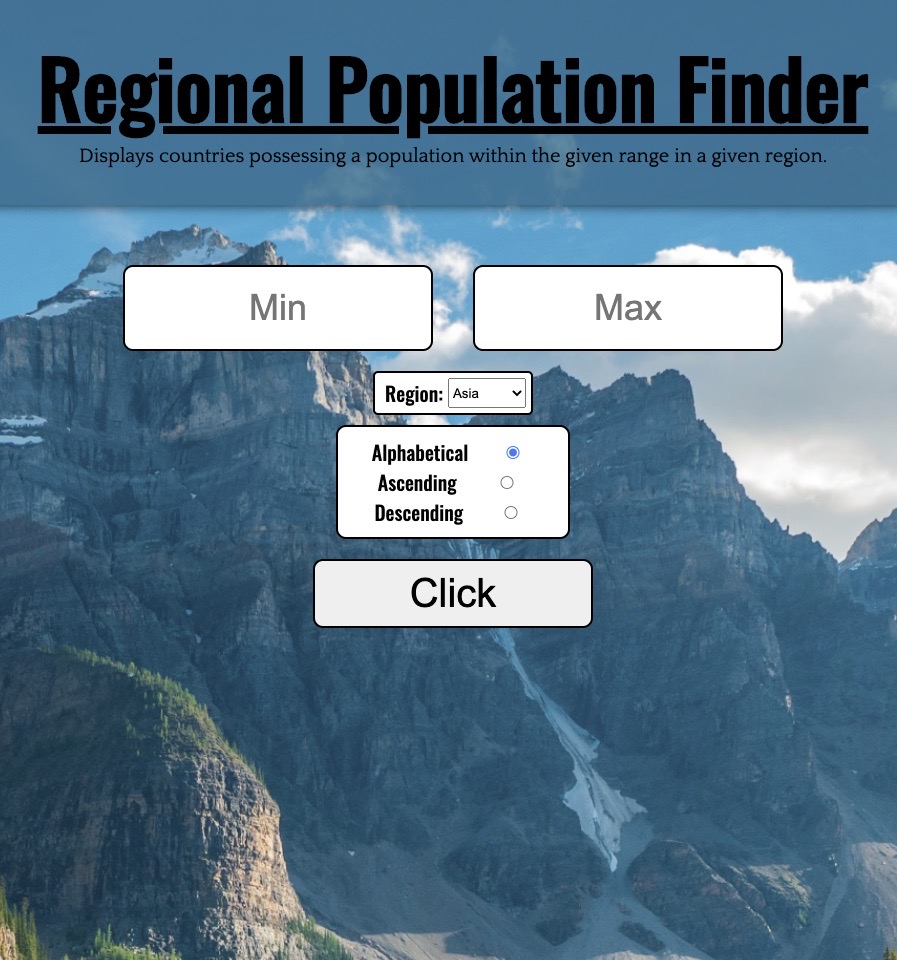 Regional Population Finder
Displays countries possessing a population within the given range in a given region.
Min Max
Region: Asia
Alphabetical
Ascending
Descending
Click